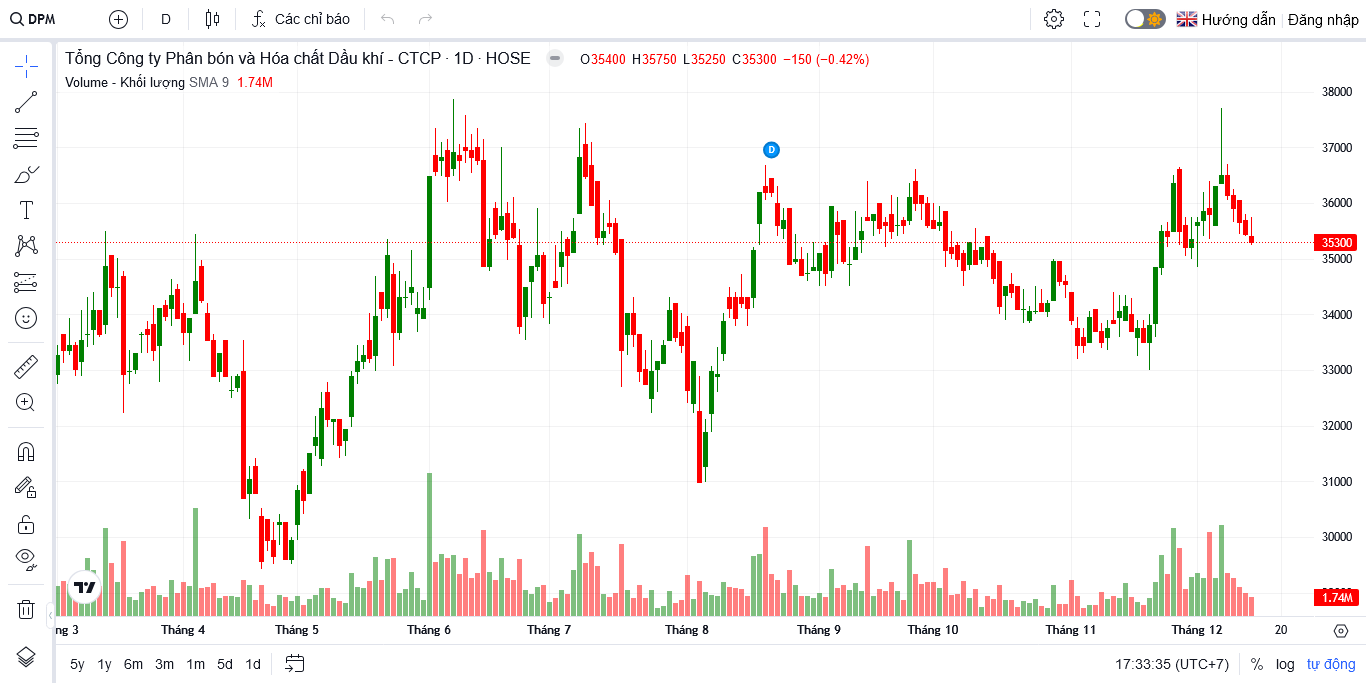 DPM D Các chỉ báo Hướng dẫn Đăng nhập
Tổng Công ty Phân bón và Hóa chất Dầu khí - CTCP · 1D · HOSE O35400 H35750 L35250 C35300 −150 (−0.42%)
Volume - Khối lượng SMA 9 1.74M
38000
37000
D
36000
35300
35000
34000
33000
32000
31000
30000
1.74M
ng 3 Tháng 4 Tháng 5 Tháng 6 Tháng 7 Tháng 8 Tháng 9 Tháng 10 Tháng 11 Tháng 12 20
5y 1y 6m 3m 1m 5d 1d 17:33:35 (UTC+7) % log tự động